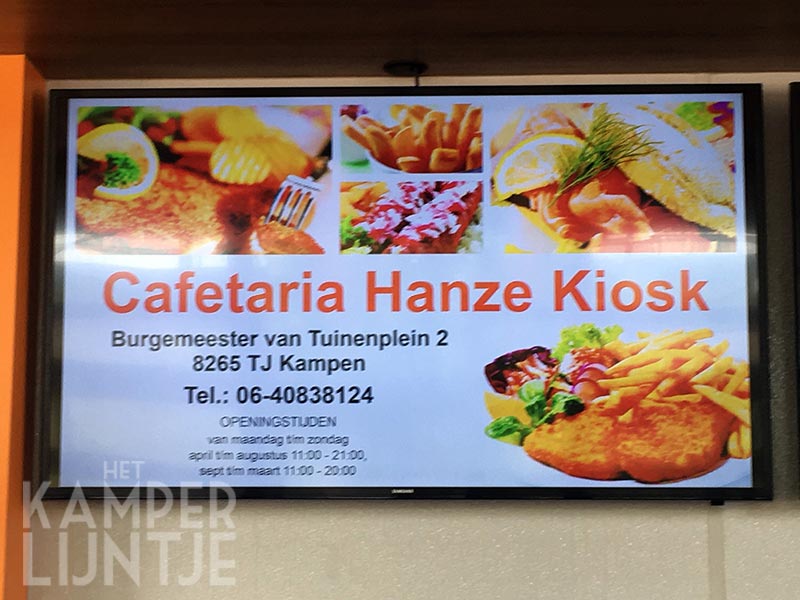 Cafetaria Hanze Kiosk
Burgemeester van Tuinenplein 2
8265 TJ Kampen
Tel.: 06-40838124
OPENINGSTIJDEN
van maandag t/m zondag
april t/m augustus 11:00 - 21:00,
sept t/m maart 11:00 - 20:00
SAMSUNG
HET
KAMPER
LIJNTJE